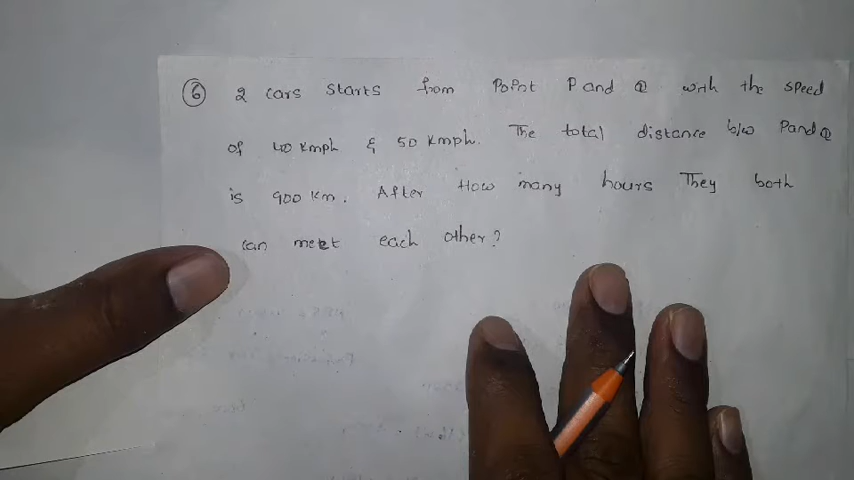 6 2 cars starts from Point P and Q with the speed
of 40 Kmph & 50 Kmph. The total distance b/w P and Q
is 900 Km. After How many hours They both
can meet each other?